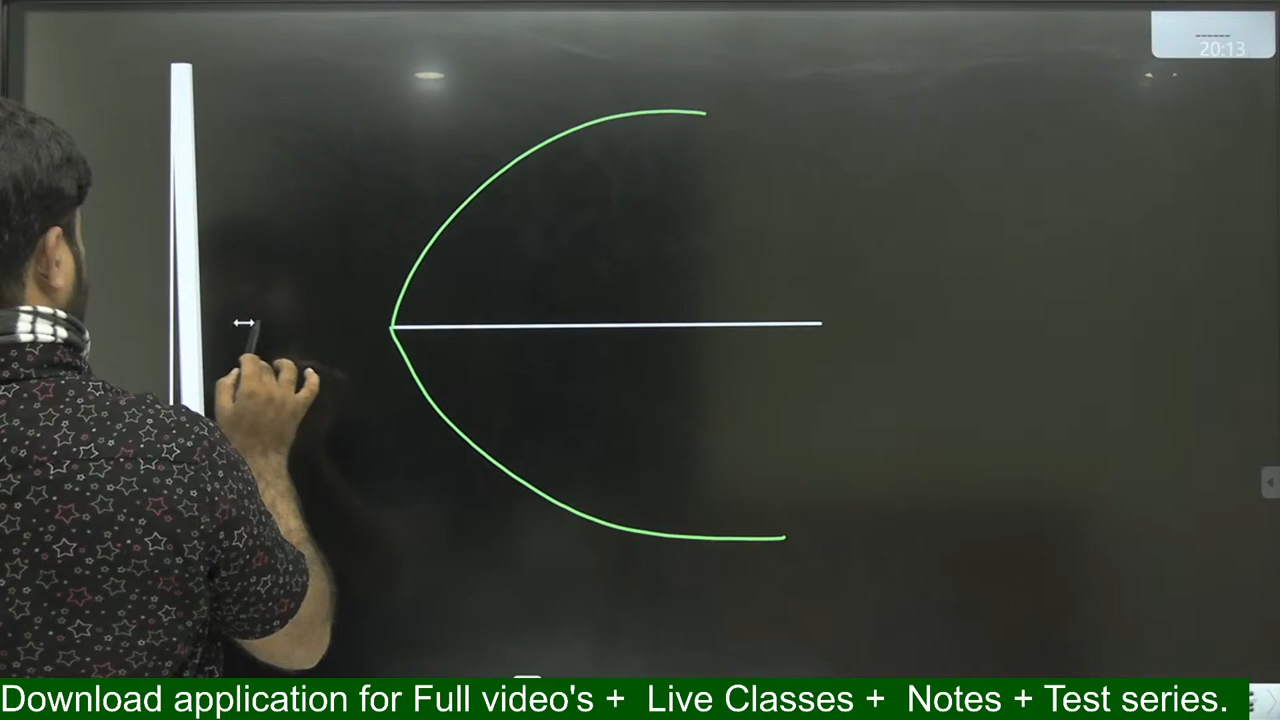 ------
20:13
Download application for Full video's + Live Classes + Notes + Test series.